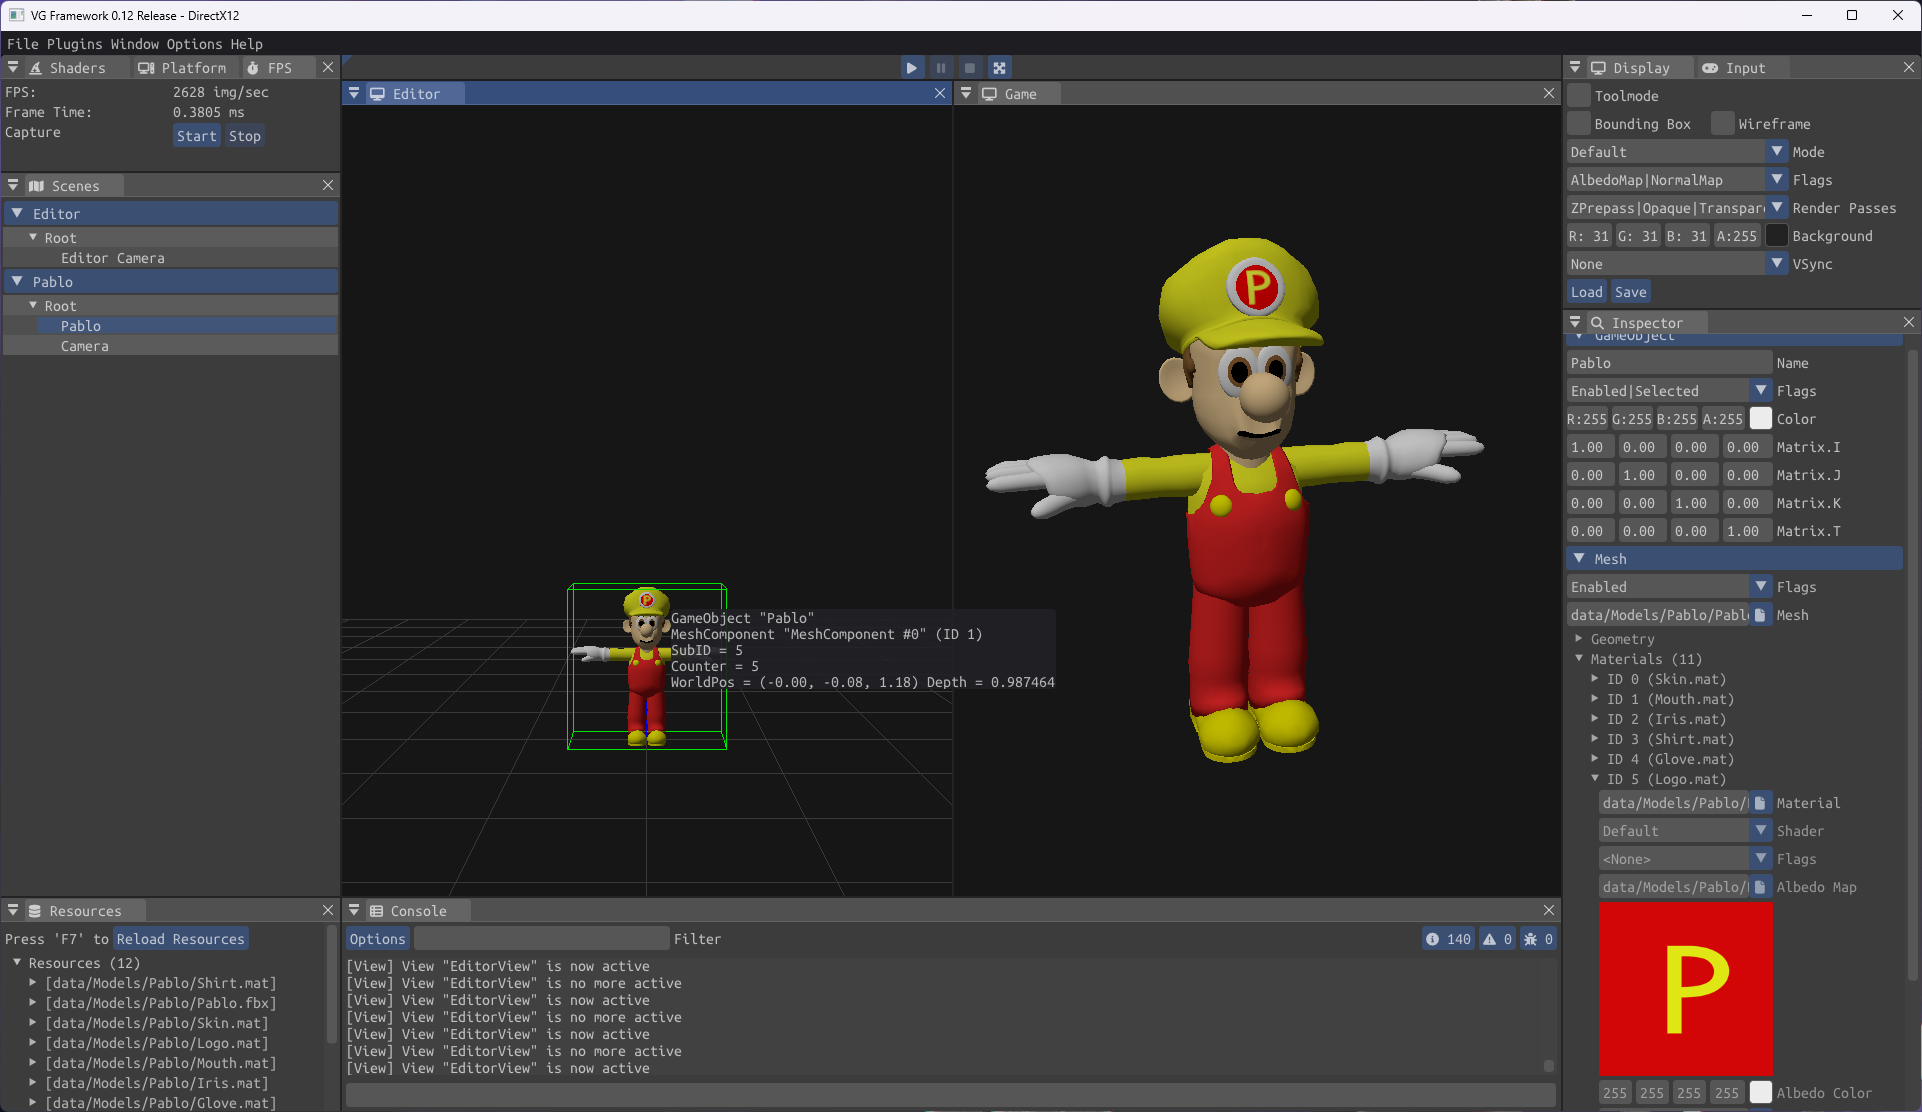 VG Framework 0.12 Release - DirectX12
File Plugins Window Options Help
Shaders Platform FPS
FPS: 2628 img/sec
Frame Time: 0.3805 ms
Capture Start Stop
Scenes
Editor
Root
Editor Camera
Pablo
Root
Pablo
Camera
Editor
GameObject "Pablo"
MeshComponent "MeshComponent #0" (ID 1)
SubID = 5
Counter = 5
WorldPos = (-0.00, -0.08, 1.18) Depth = 0.987464
Game
P
P
Display Input
Toolmode
Bounding Box Wireframe
Default Mode
AlbedoMap|NormalMap Flags
ZPrepass|Opaque|Transpar Render Passes
R: 31 G: 31 B: 31 A:255 Background
None VSync
Load Save
Inspector
GameObject
Pablo Name
Enabled|Selected Flags
R:255 G:255 B:255 A:255 Color
1.00 0.00 0.00 0.00 Matrix.I
0.00 1.00 0.00 0.00 Matrix.J
0.00 0.00 1.00 0.00 Matrix.K
0.00 0.00 0.00 1.00 Matrix.T
Mesh
Enabled Flags
data/Models/Pablo/Pabl Mesh
Geometry
Materials (11)
ID 0 (Skin.mat)
ID 1 (Mouth.mat)
ID 2 (Iris.mat)
ID 3 (Shirt.mat)
ID 4 (Glove.mat)
ID 5 (Logo.mat)
data/Models/Pablo/ Material
Default Shader
<None> Flags
data/Models/Pablo/ Albedo Map
P
255 255 255 255 Albedo Color
Resources
Press 'F7' to Reload Resources
Resources (12)
[data/Models/Pablo/Shirt.mat]
[data/Models/Pablo/Pablo.fbx]
[data/Models/Pablo/Skin.mat]
[data/Models/Pablo/Logo.mat]
[data/Models/Pablo/Mouth.mat]
[data/Models/Pablo/Iris.mat]
[data/Models/Pablo/Glove.mat]
Console
Options Filter 140 0 0
[View] View "EditorView" is now active
[View] View "EditorView" is no more active
[View] View "EditorView" is now active
[View] View "EditorView" is no more active
[View] View "EditorView" is now active
[View] View "EditorView" is no more active
[View] View "EditorView" is now active